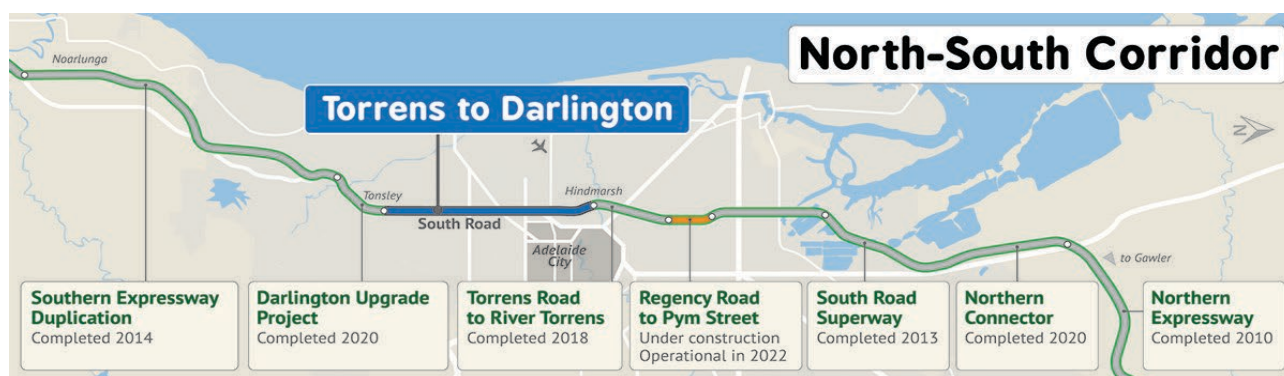 North-South Corridor
Noarlunga
Torrens to Darlington
N
Tonsley
Hindmarsh
South Road
Adelaide
City
to Gawler
Southern Expressway
Duplication
Completed 2014
Darlington Upgrade
Project
Completed 2020
Torrens Road
to River Torrens
Completed 2018
Regency Road
to Pym Street
Under construction
Operational in 2022
South Road
Superway
Completed 2013
Northern
Connector
Completed 2020
Northern
Expressway
Completed 2010